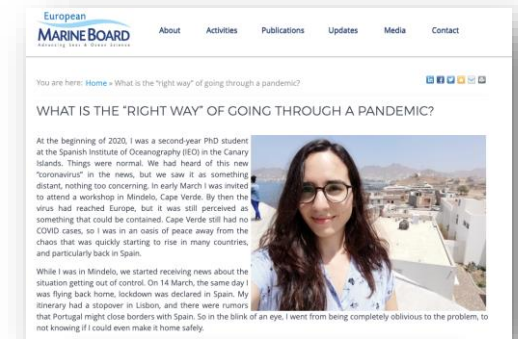 European
MARINE BOARD
Advancing Seas & Ocean Science
About Activities Publications Updates Media Contact
You are here: Home » What is the "right way" of going through a pandemic?
WHAT IS THE "RIGHT WAY" OF GOING THROUGH A PANDEMIC?
At the beginning of 2020, I was a second-year PhD student
at the Spanish Institute of Oceanography (IEO) in the Canary
Islands. Things were normal. We had heard of this new
"coronavirus" in the news, but we saw it as something
distant, nothing too concerning. In early March I was invited
to attend a workshop in Mindelo, Cape Verde. By then the
virus had reached Europe, but it was still perceived as
something that could be contained. Cape Verde still had no
COVID cases, so I was in an oasis of peace away from the
chaos that was quickly starting to rise in many countries,
and particularly back in Spain.
While I was in Mindelo, we started receiving news about the
situation getting out of control. On 14 March, the same day I
was flying back home, lockdown was declared in Spain. My
itinerary had a stopover in Lisbon, and there were rumors
that Portugal might close borders with Spain. So in the blink of an eye, I went from being completely oblivious to the problem, to
not knowing if I could even make it home safely.